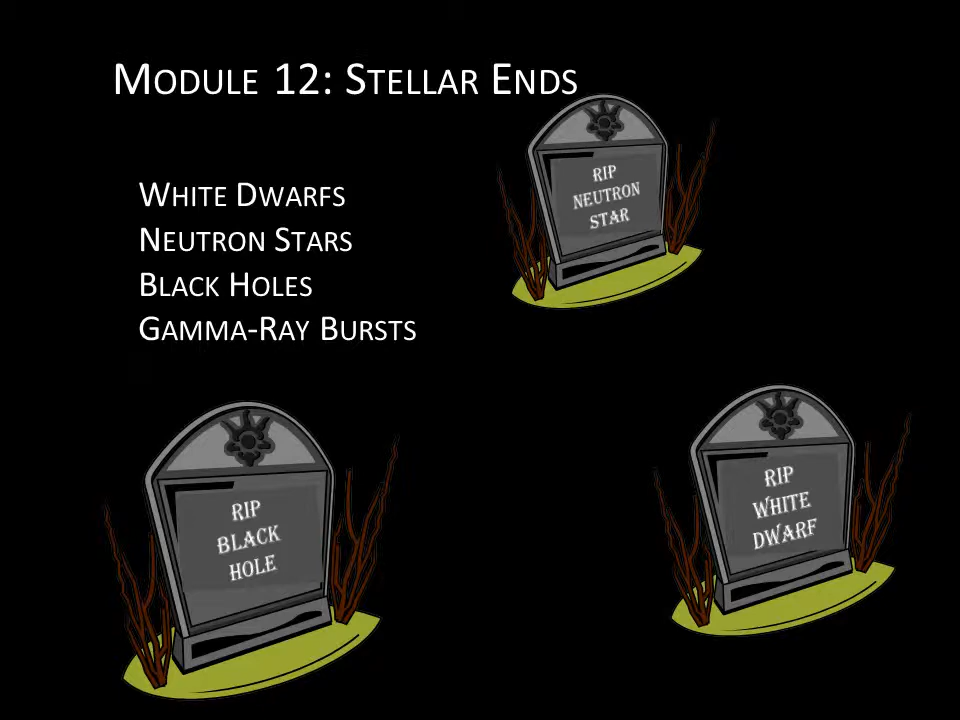 Module 12: Stellar Ends
White Dwarfs
Neutron Stars
Black Holes
Gamma-Ray Bursts
RIP
NEUTRON
STAR
RIP
BLACK
HOLE
RIP
WHITE
DWARF